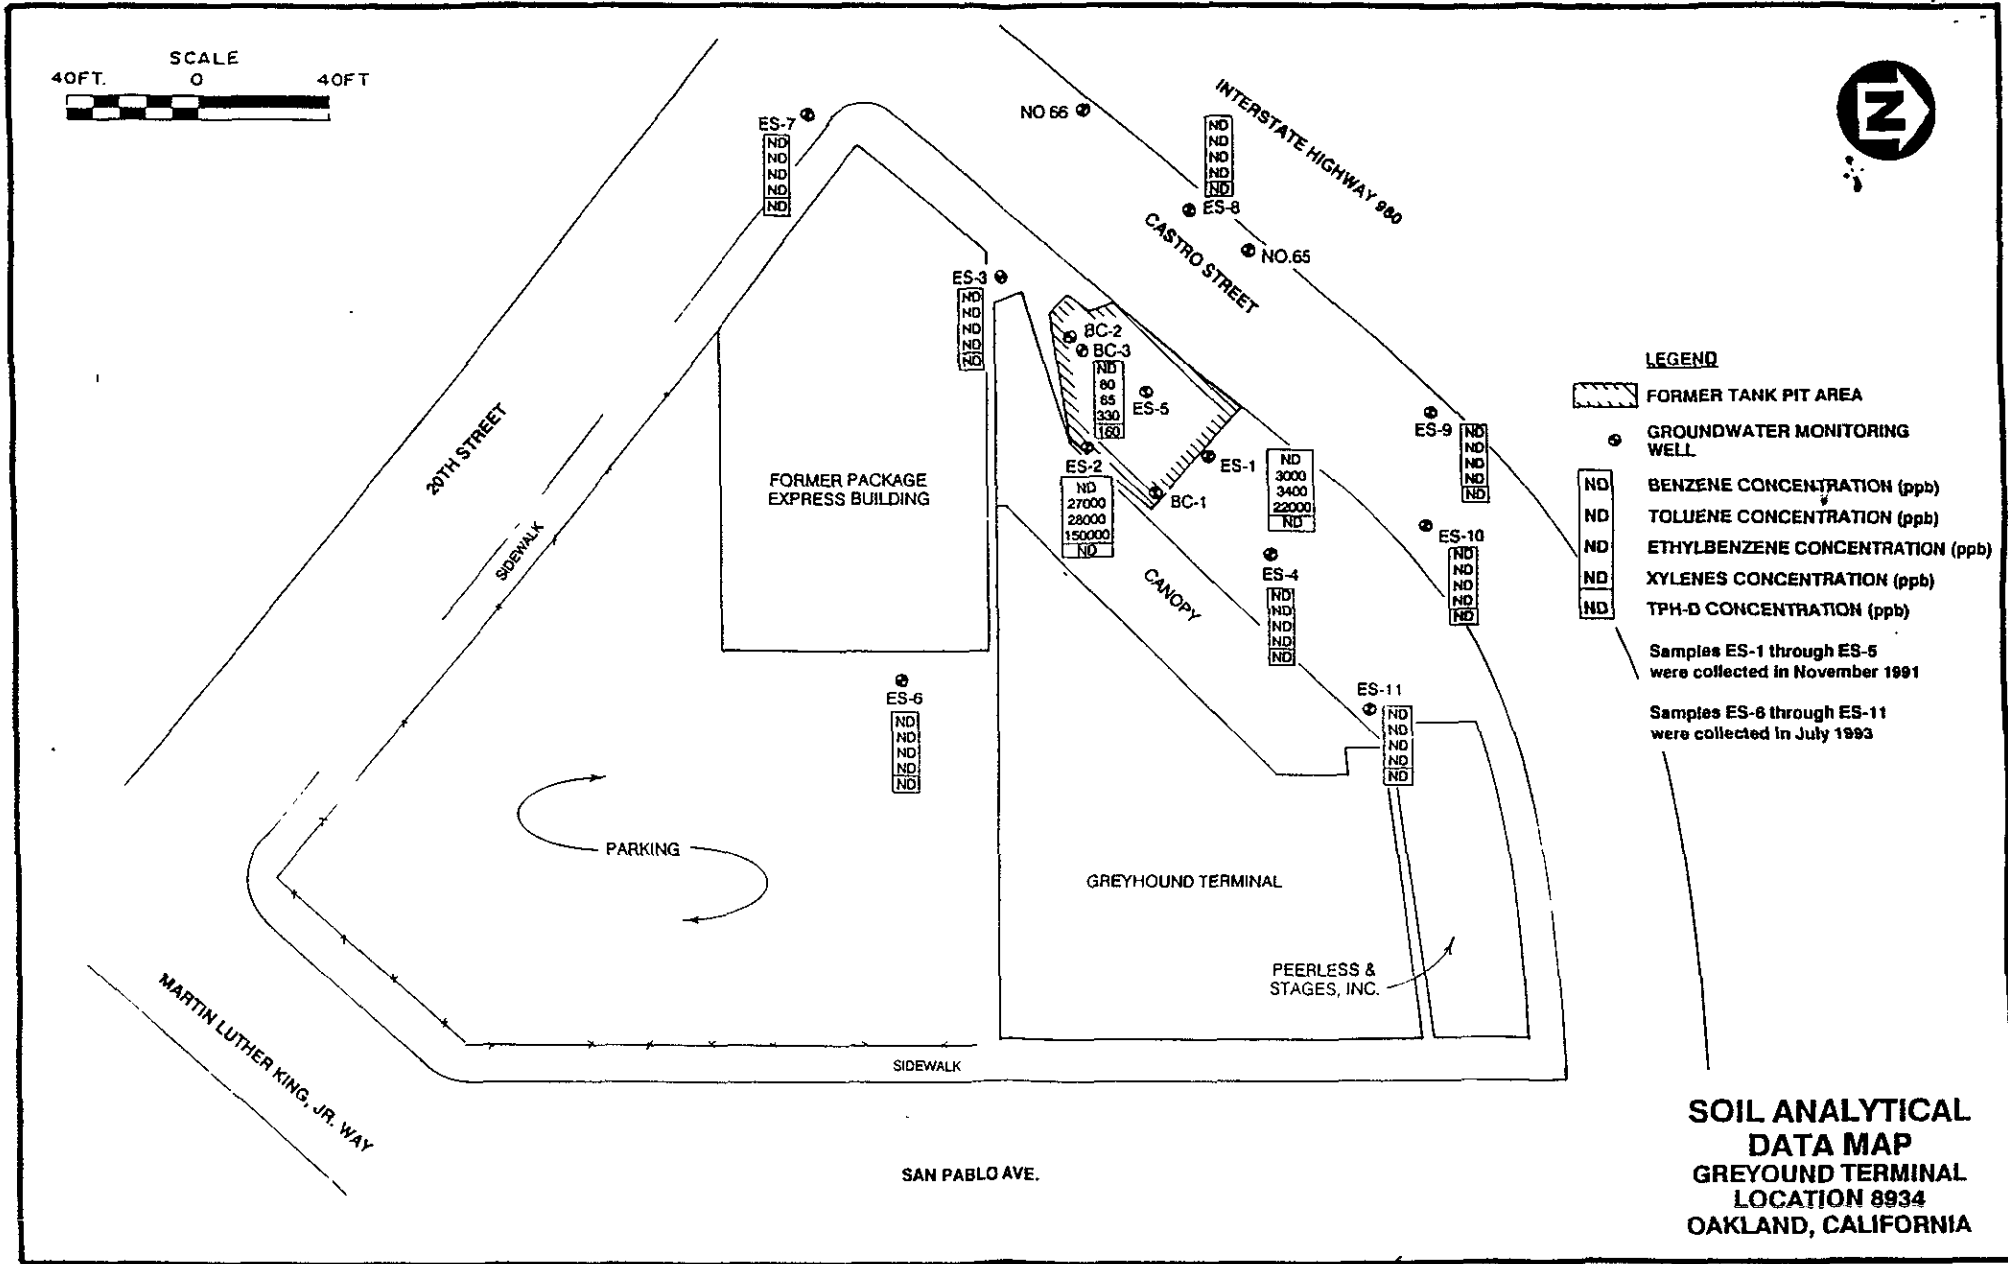 SCALE
40FT. 0 40FT
N
ES-7
ND
ND
ND
ND
ND
NO 66
INTERSTATE HIGHWAY 980
ND
ND
ND
ND
ND
ES-8
NO.65
CASTRO STREET
ES-3
ND
ND
ND
ND
ND
BC-2
BC-3
ND
80
85
330
160
ES-5
ES-2
ND
27000
28000
150000
ND
BC-1
ES-1
ND
3000
3400
22000
ND
ES-9
ND
ND
ND
ND
ND
ES-10
ND
ND
ND
ND
ND
ES-4
ND
ND
ND
ND
ND
CANOPY
20TH STREET
SIDEWALK
FORMER PACKAGE
EXPRESS BUILDING
ES-6
ND
ND
ND
ND
ND
ES-11
ND
ND
ND
ND
ND
PARKING
GREYHOUND TERMINAL
PEERLESS &
STAGES, INC.
SIDEWALK
MARTIN LUTHER KING, JR. WAY
SAN PABLO AVE.
LEGEND
FORMER TANK PIT AREA
GROUNDWATER MONITORING
WELL
ND BENZENE CONCENTRATION (ppb)
ND TOLUENE CONCENTRATION (ppb)
ND ETHYLBENZENE CONCENTRATION (ppb)
ND XYLENES CONCENTRATION (ppb)
ND TPH-D CONCENTRATION (ppb)
Samples ES-1 through ES-5
were collected in November 1991
Samples ES-6 through ES-11
were collected in July 1993
SOIL ANALYTICAL
DATA MAP
GREYOUND TERMINAL
LOCATION 8934
OAKLAND, CALIFORNIA